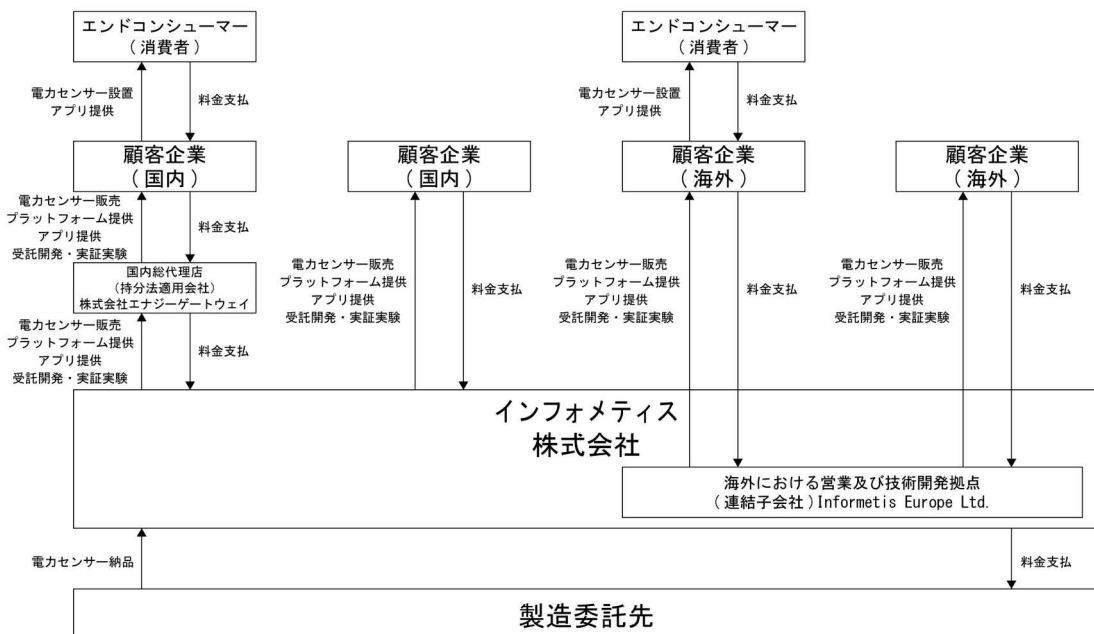 エンドコンシューマー
(消費者)
エンドコンシューマー
(消費者)
電力センサー設置
アプリ提供
料金支払
電力センサー設置
アプリ提供
料金支払
顧客企業
(国内)
顧客企業
(国内)
顧客企業
(海外)
顧客企業
(海外)
電力センサー販売
プラットフォーム提供
アプリ提供
受託開発・実証実験
料金支払
国内総代理店
(持分法適用会社)
株式会社エナジーゲートウェイ
電力センサー販売
プラットフォーム提供
アプリ提供
受託開発・実証実験
料金支払
電力センサー販売
プラットフォーム提供
アプリ提供
受託開発・実証実験
料金支払
電力センサー販売
プラットフォーム提供
アプリ提供
受託開発・実証実験
料金支払
電力センサー販売
プラットフォーム提供
アプリ提供
受託開発・実証実験
料金支払
インフォメティス
株式会社
海外における営業及び技術開発拠点
(連結子会社)Informetis Europe Ltd.
電力センサー納品
料金支払
製造委託先